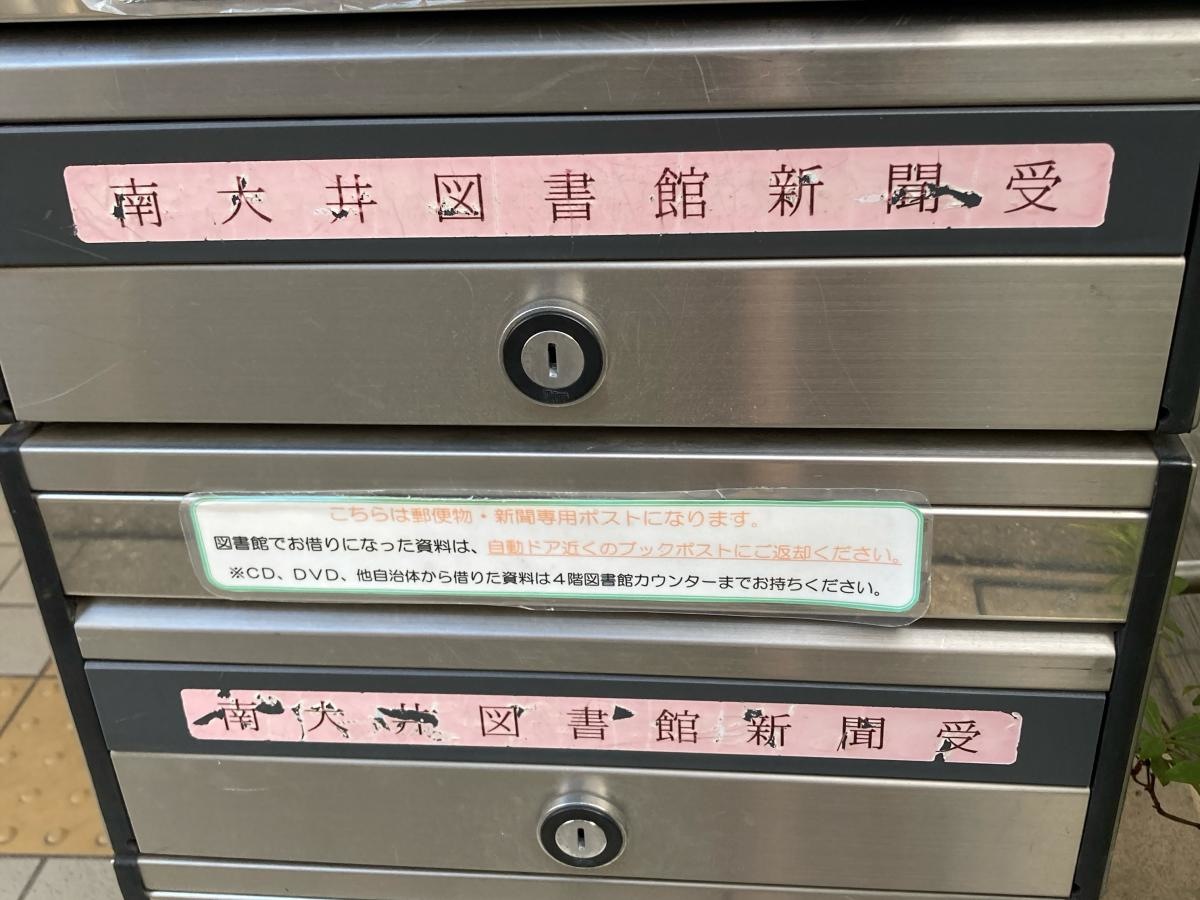 南大井図書館新聞受
こちらは郵便物・新聞専用ポストになります。
図書館でお借りになった資料は、自動ドア近くのブックポストにご返却ください。
※CD、DVD、他自治体から借りた資料は4階図書館カウンターまでお持ちください。
南大井図書館新聞受